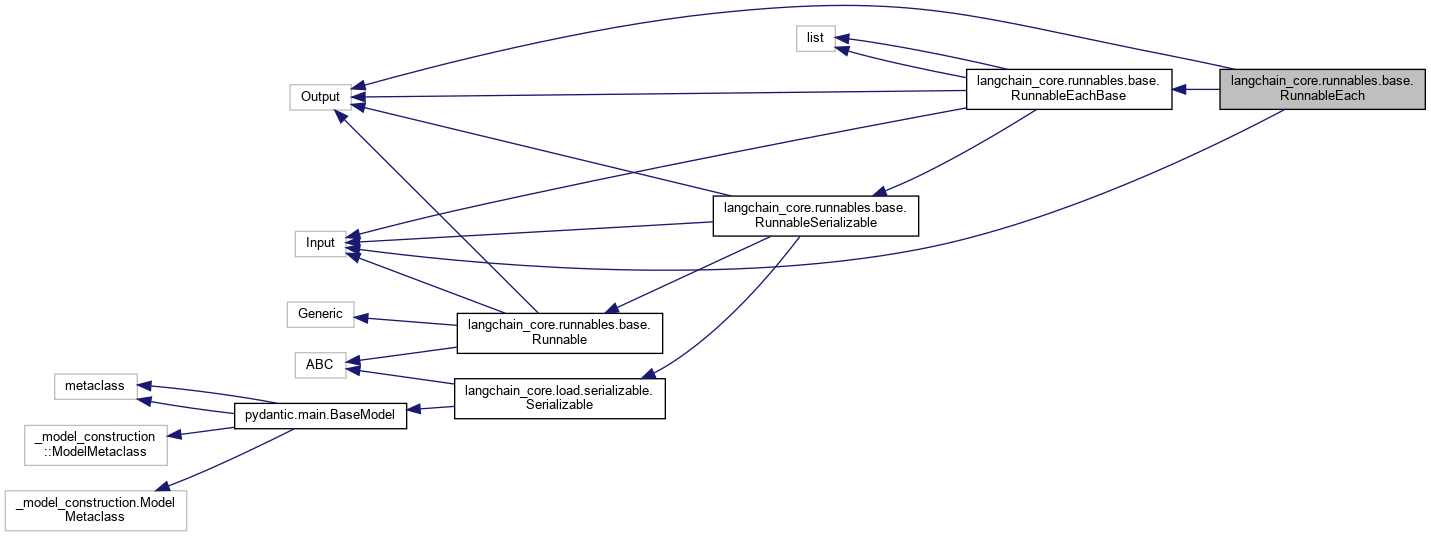 list
langchain_core.runnables.base.
RunnableEachBase
langchain_core.runnables.base.
RunnableEach
Output
langchain_core.runnables.base.
RunnableSerializable
Input
Generic
langchain_core.runnables.base.
Runnable
ABC
langchain_core.load.serializable.
Serializable
metaclass
pydantic.main.BaseModel
_model_construction
::ModelMetaclass
_model_construction.Model
Metaclass